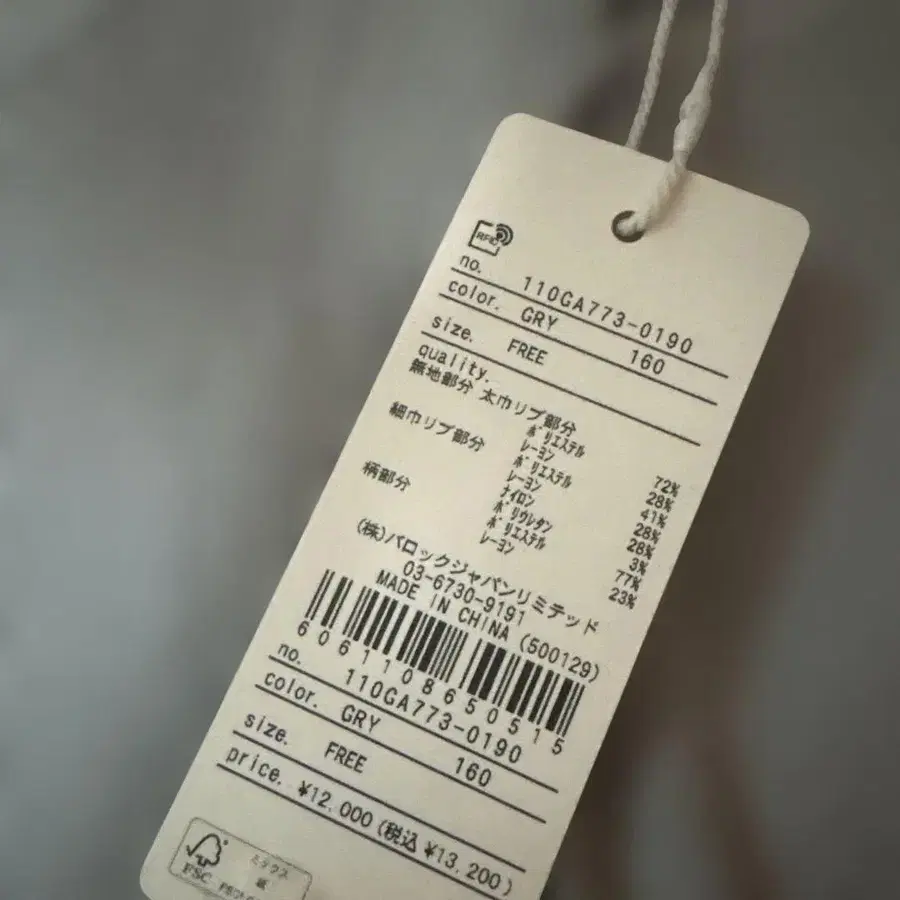 RFID
no. 110GA773-0190
color. GRY 160
size. FREE
quality.
無地部分 太巾リブ部分
ポリエステル 72%
レーヨン 28%
細巾リブ部分 ポリエステル 41%
レーヨン 28%
ナイロン 28%
ポリウレタン 3%
柄部分 ポリエステル 77%
レーヨン 23%
(株)バロックジャパンリミテッド
03-6730-9191
MADE IN CHINA (500129)
6061108650515
no. 110GA773-0190
color. GRY 160
size. FREE
price. ¥12,000 (税込 ¥13,200)
ミックス
紙
FSC